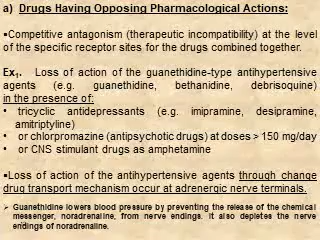 a) Drugs Having Opposing Pharmacological Actions:
▪Competitive antagonism (therapeutic incompatibility) at the level
of the specific receptor sites for the drugs combined together.
Ex1. Loss of action of the guanethidine-type antihypertensive
agents (e.g. guanethidine, bethanidine, debrisoquine)
in the presence of:
• tricyclic antidepressants (e.g. imipramine, desipramine,
amitriptyline)
• or chlorpromazine (antipsychotic drugs) at doses > 150 mg/day
• or CNS stimulant drugs as amphetamine
▪Loss of action of the antihypertensive agents through change
drug transport mechanism occur at adrenergic nerve terminals.
➢ Guanethidine lowers blood pressure by preventing the release of the chemical
messenger, noradrenaline, from nerve endings. It also depletes the nerve
endings of noradrenaline.